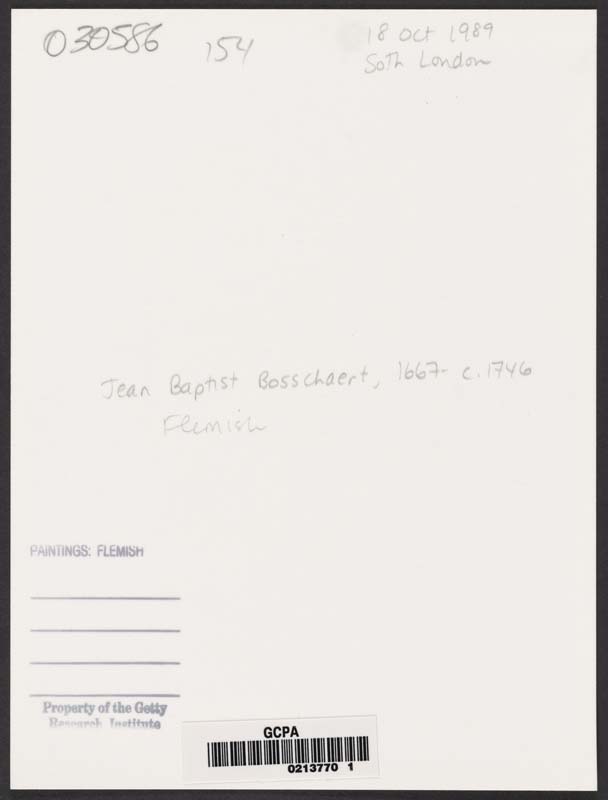 030586
154
18 Oct 1989
Soth London
Jean Baptist Bosschaert, 1667- c. 1746
Flemish
PAINTINGS: FLEMISH
Property of the Getty
Research Institute
GCPA
0213770 1